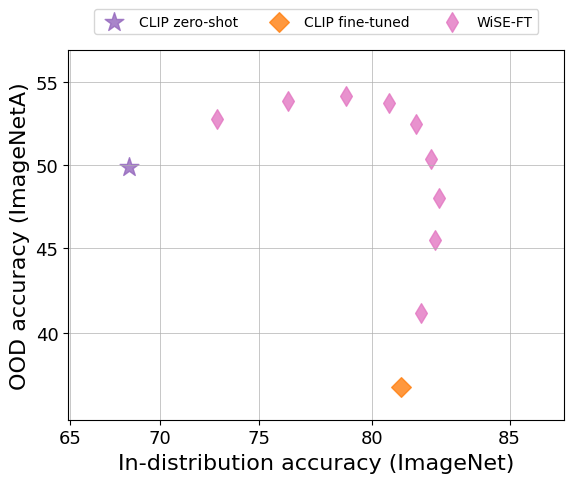 CLIP zero-shot CLIP fine-tuned WiSE-FT
OOD accuracy (ImageNetA)
55
50
45
40
65 70 75 80 85
In-distribution accuracy (ImageNet)